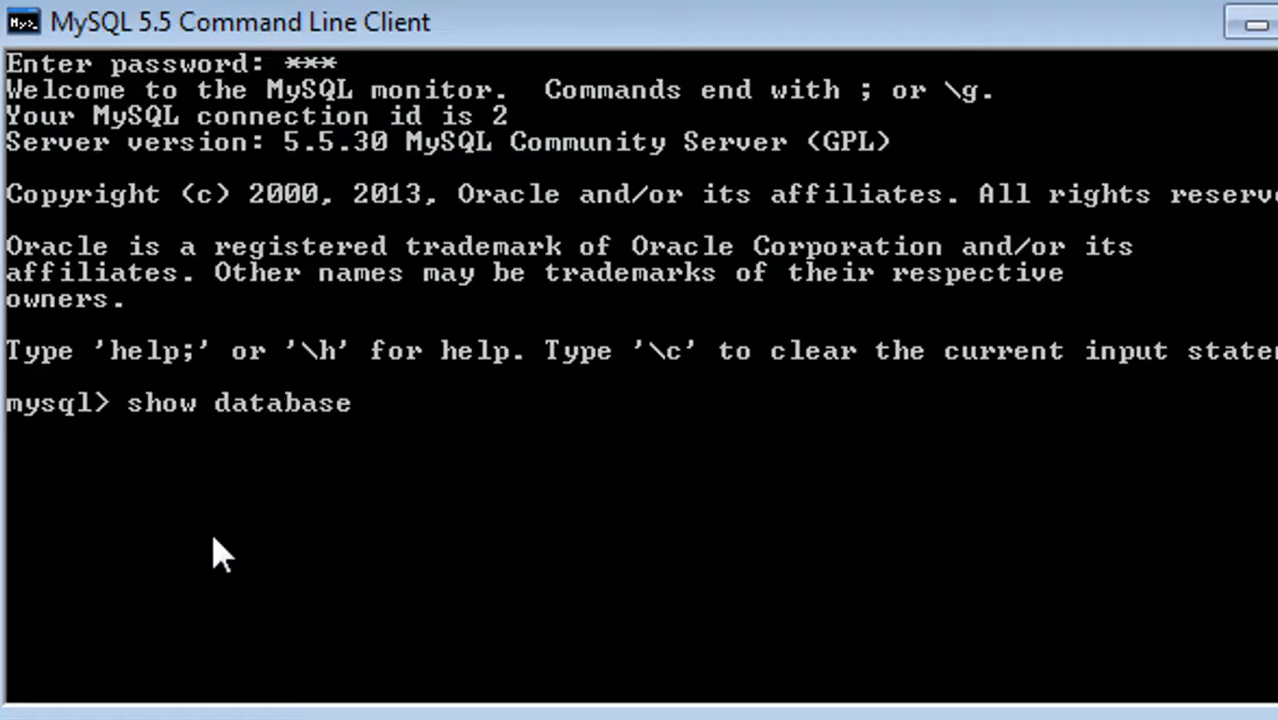 MySQL 5.5 Command Line Client
Enter password: ***
Welcome to the MySQL monitor.  Commands end with ; or \g.
Your MySQL connection id is 2
Server version: 5.5.30 MySQL Community Server (GPL)
Copyright (c) 2000, 2013, Oracle and/or its affiliates. All rights reserve
Oracle is a registered trademark of Oracle Corporation and/or its
affiliates. Other names may be trademarks of their respective
owners.
Type 'help;' or '\h' for help. Type '\c' to clear the current input state
mysql> show database